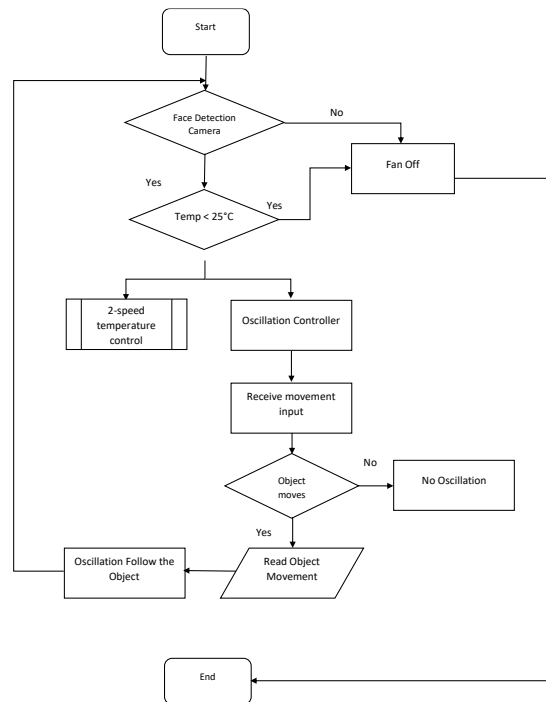 Start
Face Detection
Camera
No
Fan Off
Yes
Yes
Temp < 25°C
2-speed
temperature
control
Oscillation Controller
Receive movement
input
Object
moves
No
No Oscillation
Yes
Oscillation Follow the
Object
Read Object
Movement
End